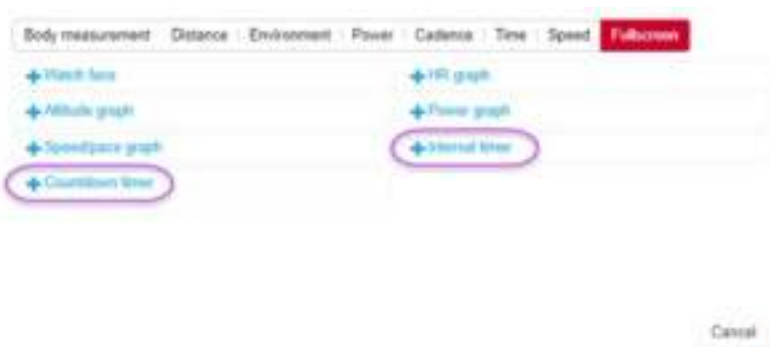 Body measurement Distance Environment Power Cadence Time Speed Fullscreen
Watch face
HR graph
Altitude graph
Power graph
Speed/pace graph
Interval timer
Countdown timer
Cancel